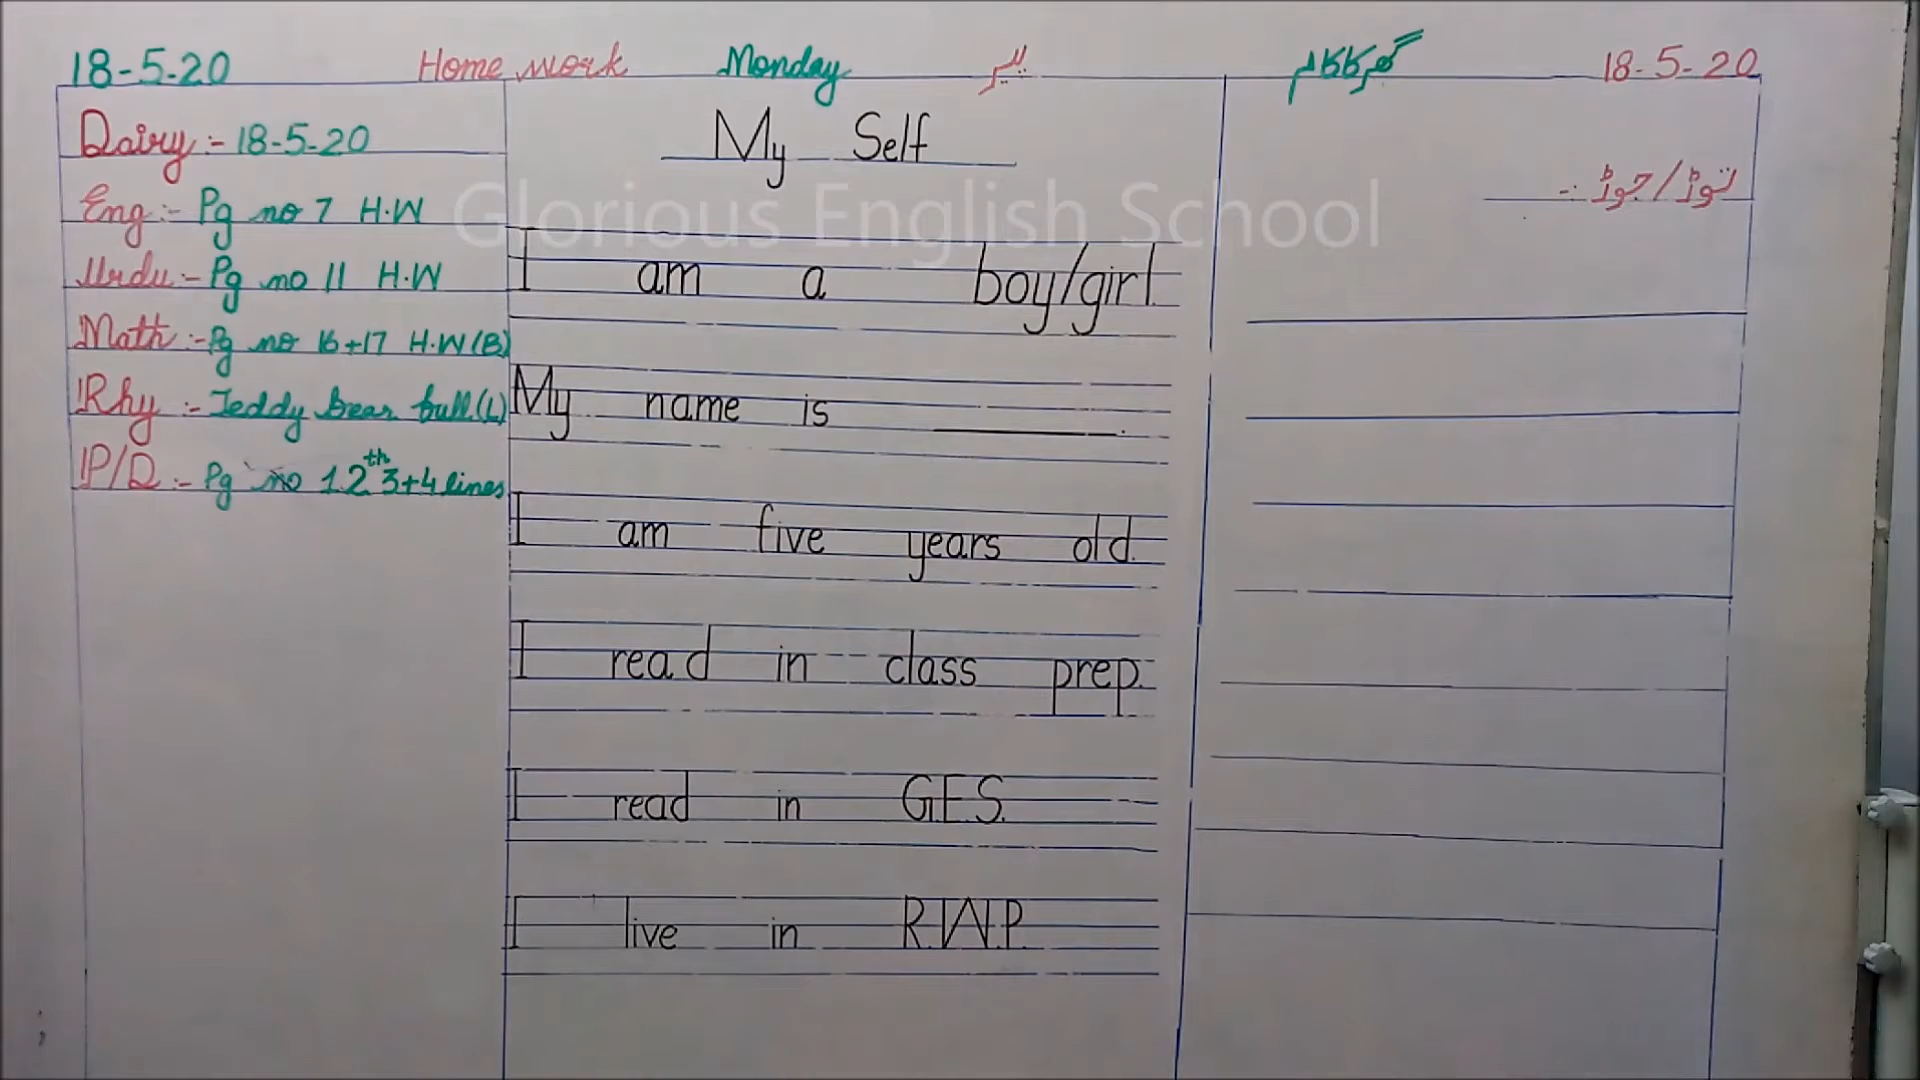 18-5-20 Home work Monday پیر گھر کا کام 18-5-20
Dairy :- 18-5-20
Eng :- Pg no 7 H.W
Urdu :- Pg no 11 H.W
Math :- Pg no 16+17 H.W(B)
Rhy :- Teddy bear full.(L)
P/D :- Pg no 12th 3+4 lines
My Self
I am a boy/girl.
My name is ______.
I am five years old.
I read in class prep.
I read in G.E.S.
I live in R.W.P.
توڑ/جوڑ :-
Glorious English School